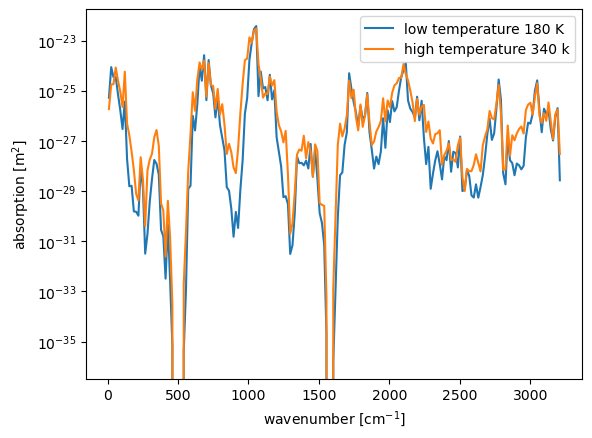 low temperature 180 K
high temperature 340 k
absorption [m²]
10⁻²³
10⁻²⁵
10⁻²⁷
10⁻²⁹
10⁻³¹
10⁻³³
10⁻³⁵
0 500 1000 1500 2000 2500 3000
wavenumber [cm⁻¹]